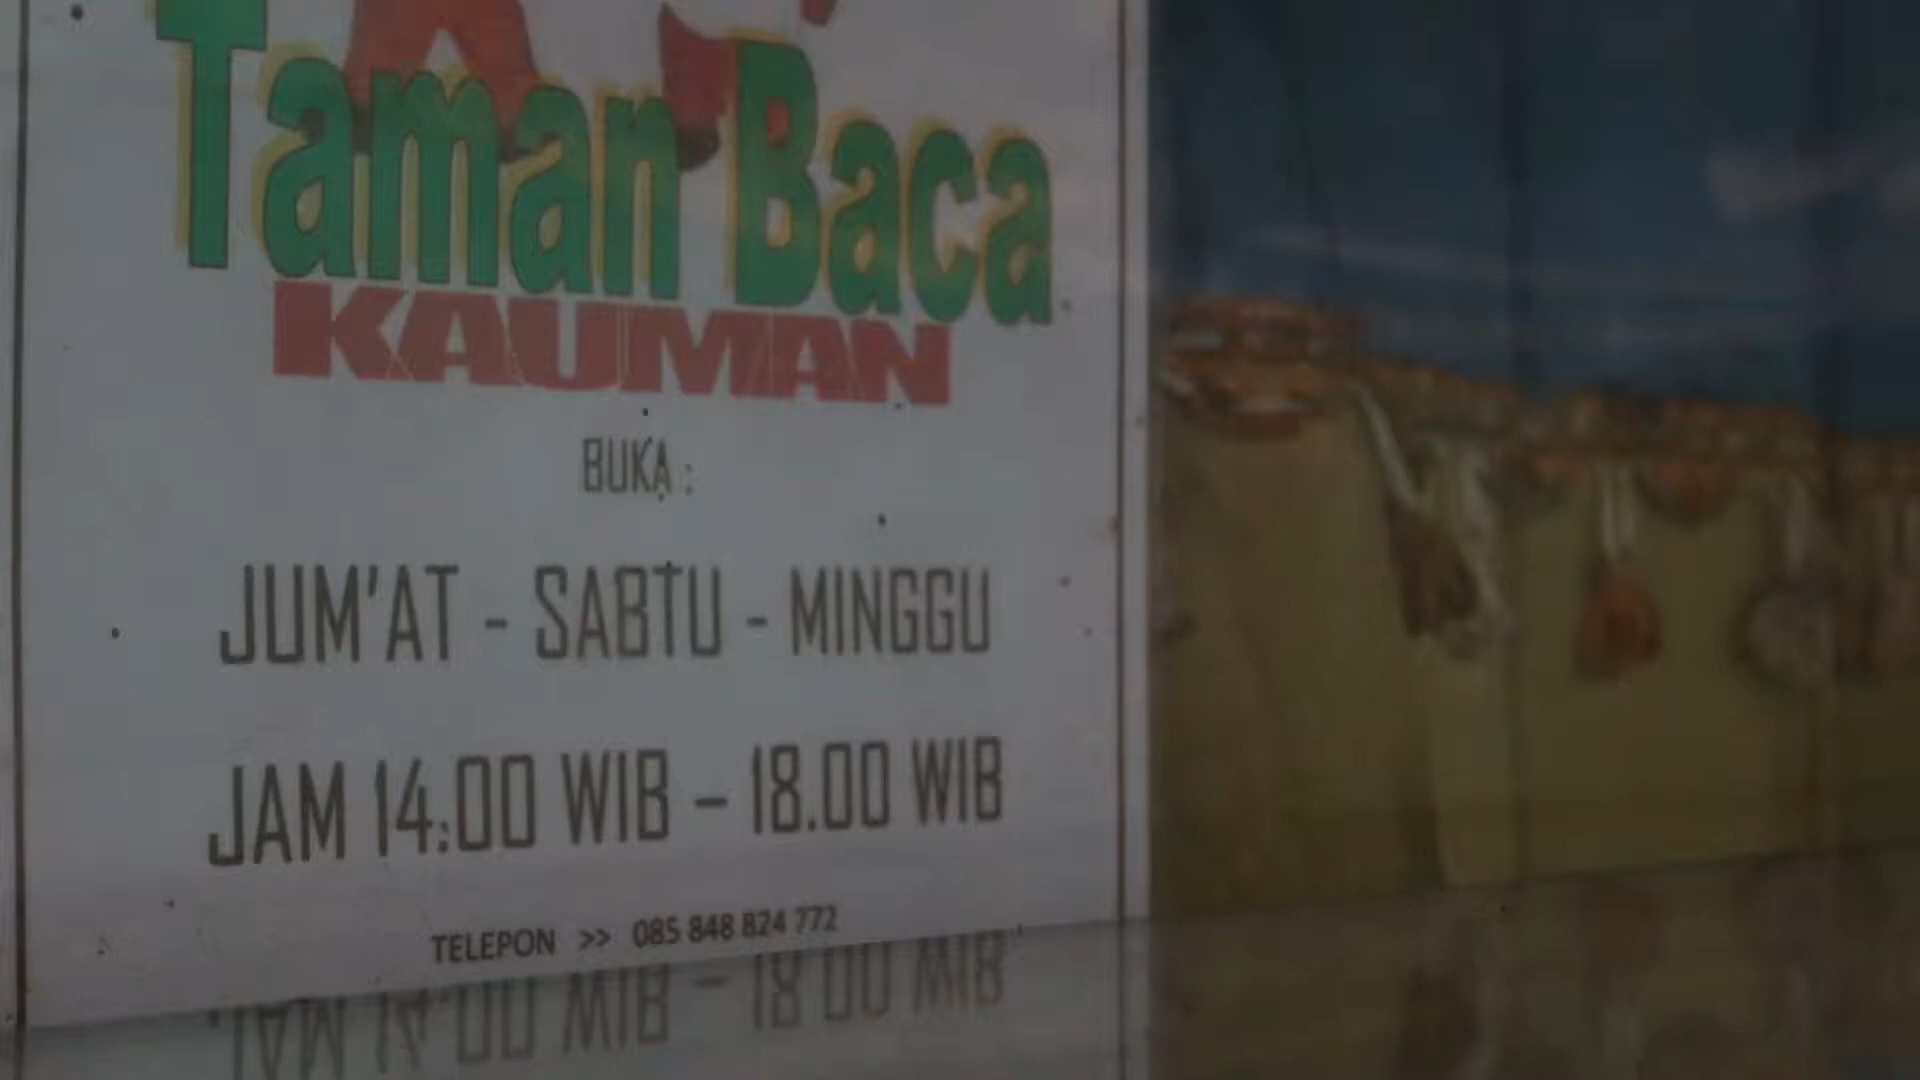 Taman Baca
KAUMAN
BUKA :
JUM'AT - SABTU - MINGGU
JAM 14:00 WIB – 18.00 WIB
TELEPON >> 085 848 824 772